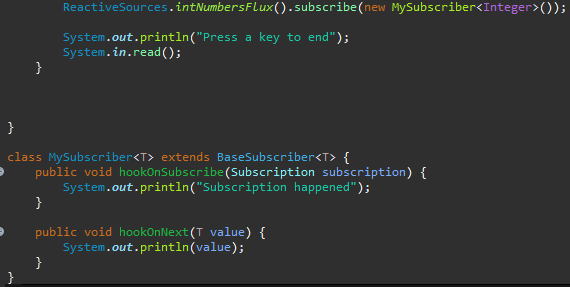 ReactiveSources.intNumbersFlux().subscribe(new MySubscriber<Integer>());
System.out.println("Press a key to end");
System.in.read();
}
}
class MySubscriber<T> extends BaseSubscriber<T> {
public void hookOnSubscribe(Subscription subscription) {
System.out.println("Subscription happened");
}
public void hookOnNext(T value) {
System.out.println(value);
}
}